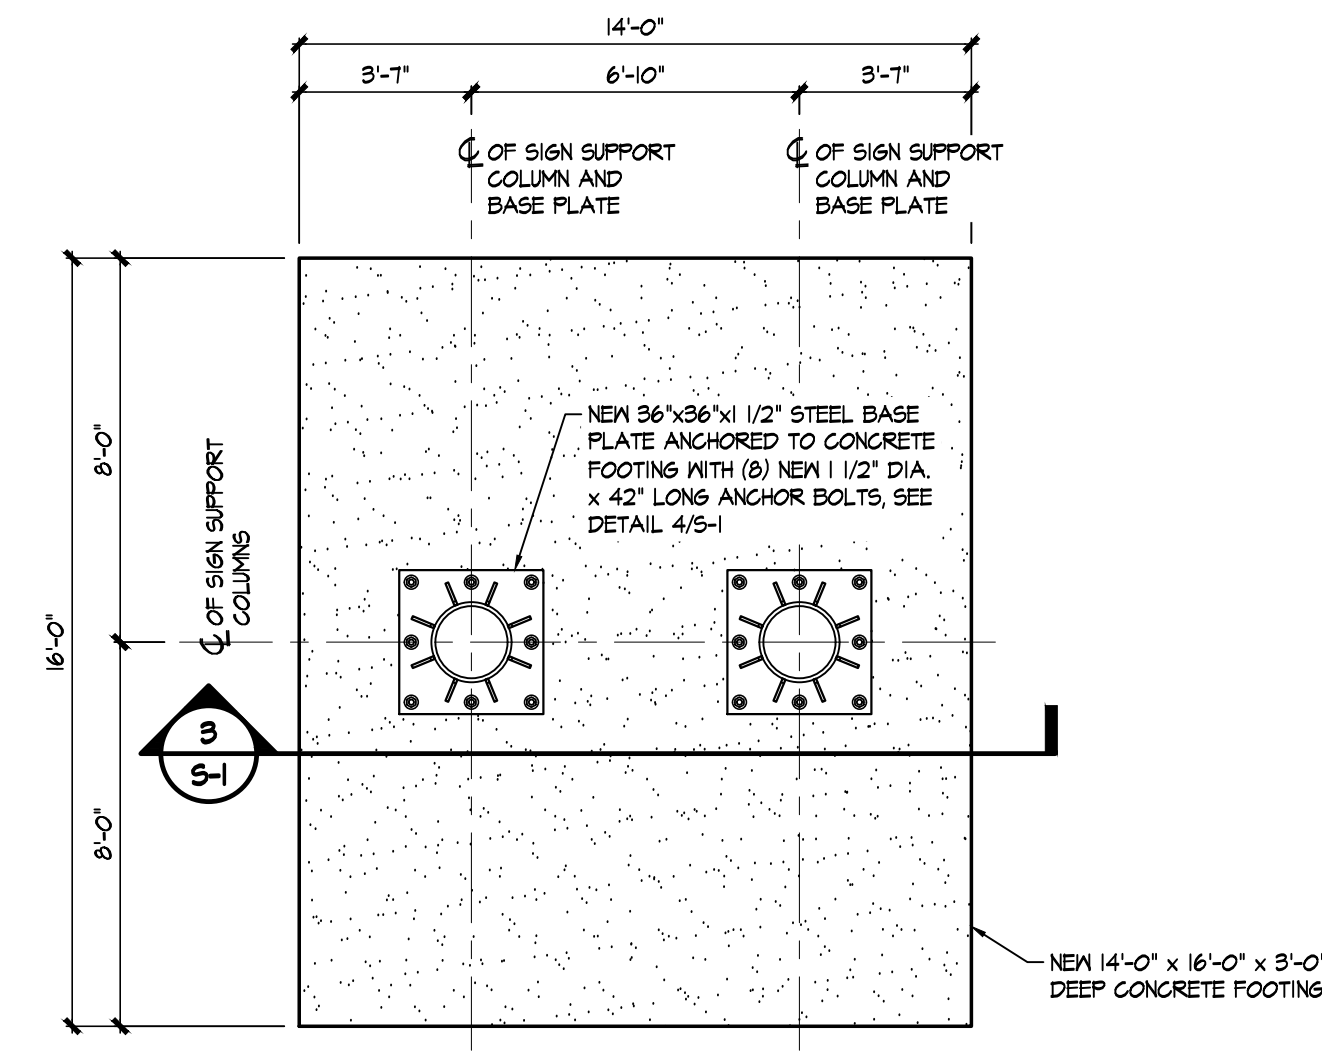 14'-0"
3'-7" 6'-10" 3'-7"
℄ OF SIGN SUPPORT
COLUMN AND
BASE PLATE
℄ OF SIGN SUPPORT
COLUMN AND
BASE PLATE
NEW 36"x36"x1 1/2" STEEL BASE
PLATE ANCHORED TO CONCRETE
FOOTING WITH (8) NEW 1 1/2" DIA.
x 42" LONG ANCHOR BOLTS, SEE
DETAIL 4/S-1
8'-0"
℄ OF SIGN SUPPORT
COLUMNS
16'-0"
3
S-1
8'-0"
NEW 14'-0" x 16'-0" x 3'-0"
DEEP CONCRETE FOOTING